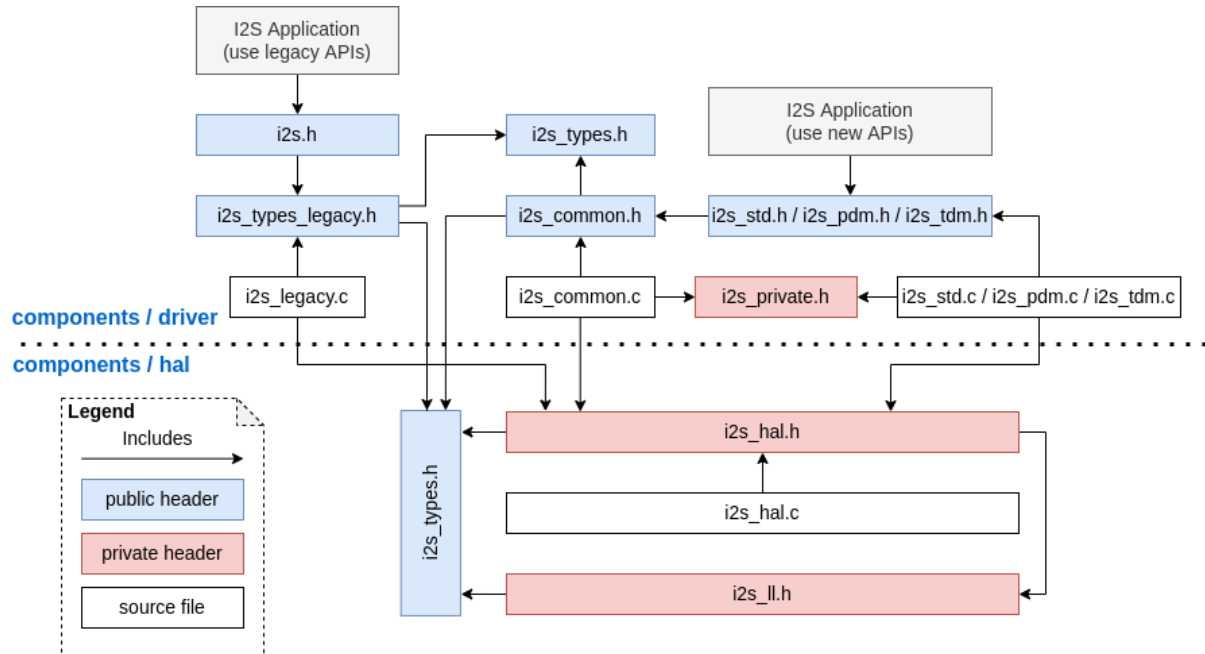 I2S Application
(use legacy APIs)
I2S Application
(use new APIs)
i2s.h
i2s_types.h
i2s_types_legacy.h
i2s_common.h
i2s_std.h / i2s_pdm.h / i2s_tdm.h
i2s_legacy.c
i2s_common.c
i2s_private.h
i2s_std.c / i2s_pdm.c / i2s_tdm.c
components / driver
components / hal
Legend
Includes
public header
private header
source file
i2s_types.h
i2s_hal.h
i2s_hal.c
i2s_ll.h